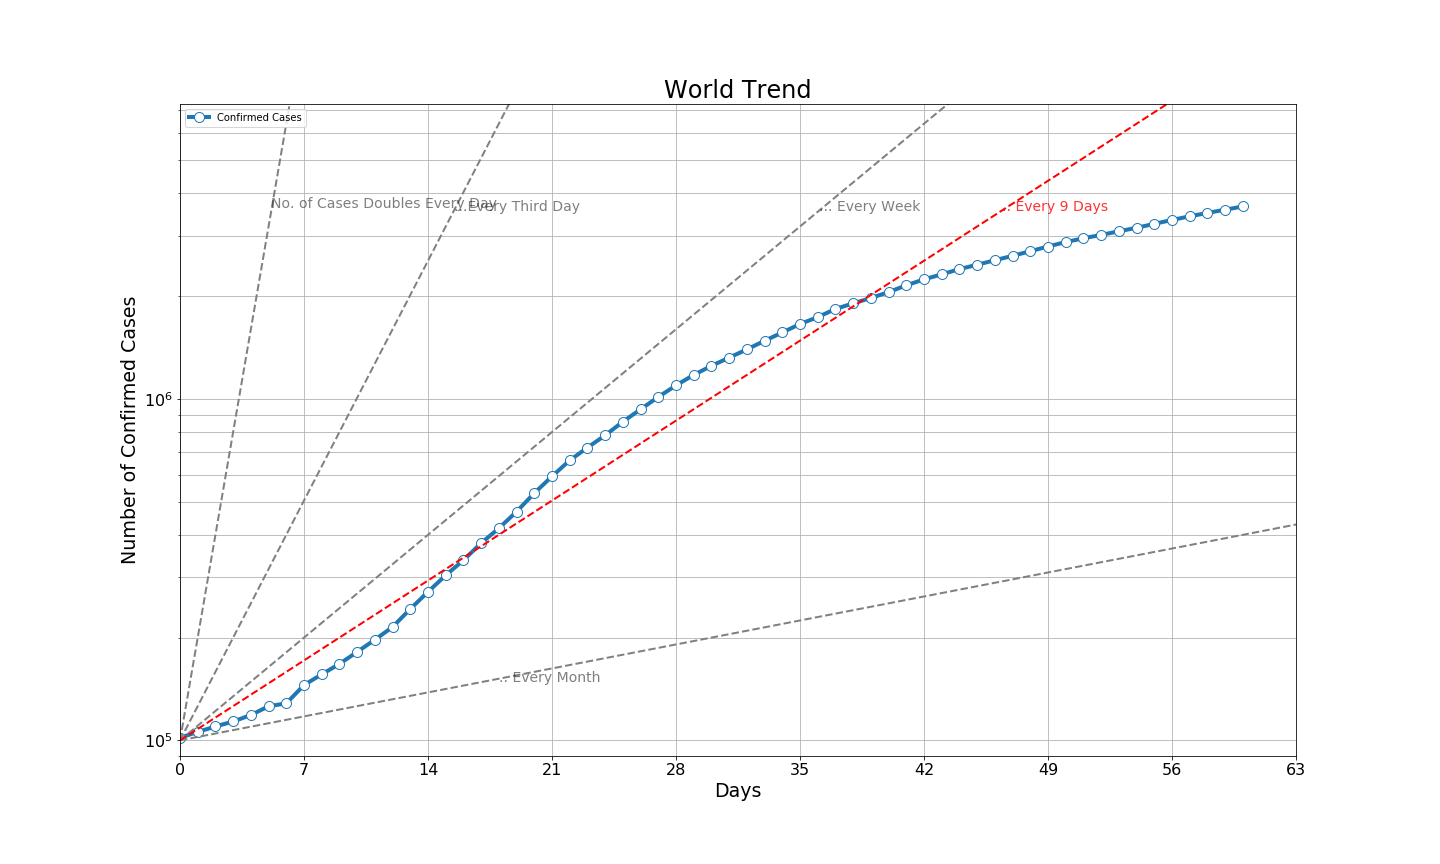 World Trend
Confirmed Cases
No. of Cases Doubles Every Day
...Every Third Day
... Every Week
.. Every 9 Days
.. Every Month
Number of Confirmed Cases
10⁶
10⁵
0 7 14 21 28 35 42 49 56 63
Days